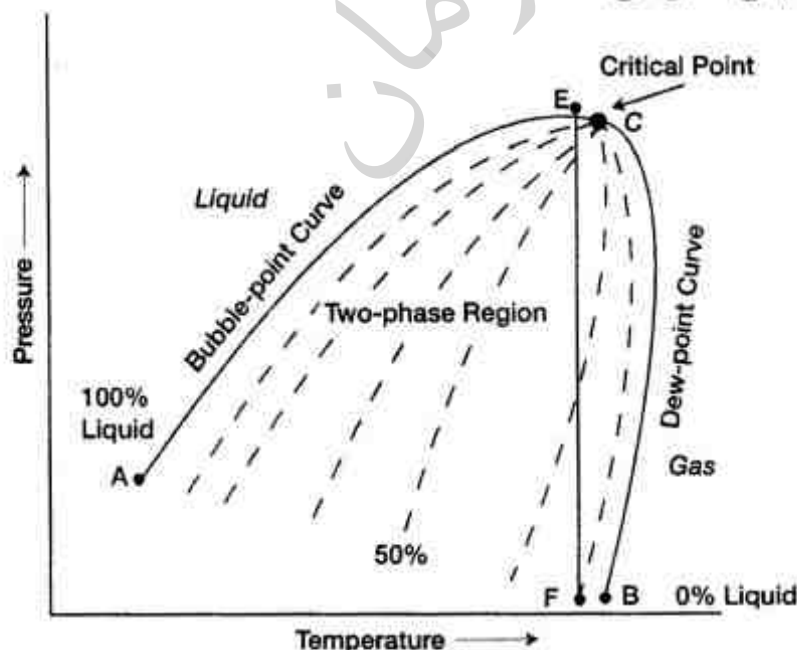 Critical Point
E
C
Liquid
Bubble-point Curve
Pressure
Two-phase Region
Dew-point Curve
100%
Liquid
A
Gas
50%
F
B
0% Liquid
Temperature